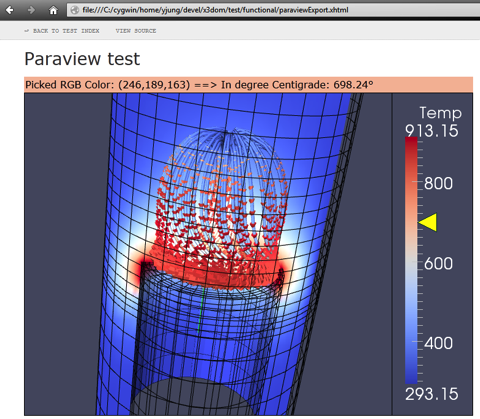 file:///C:/cygwin/home/yjung/devel/x3dom/test/functional/paraviewExport.xhtml
↵ BACK TO TEST INDEX VIEW SOURCE
Paraview test
Picked RGB Color: (246,189,163) ==> In degree Centigrade: 698.24°
Temp
913.15
800
600
400
293.15